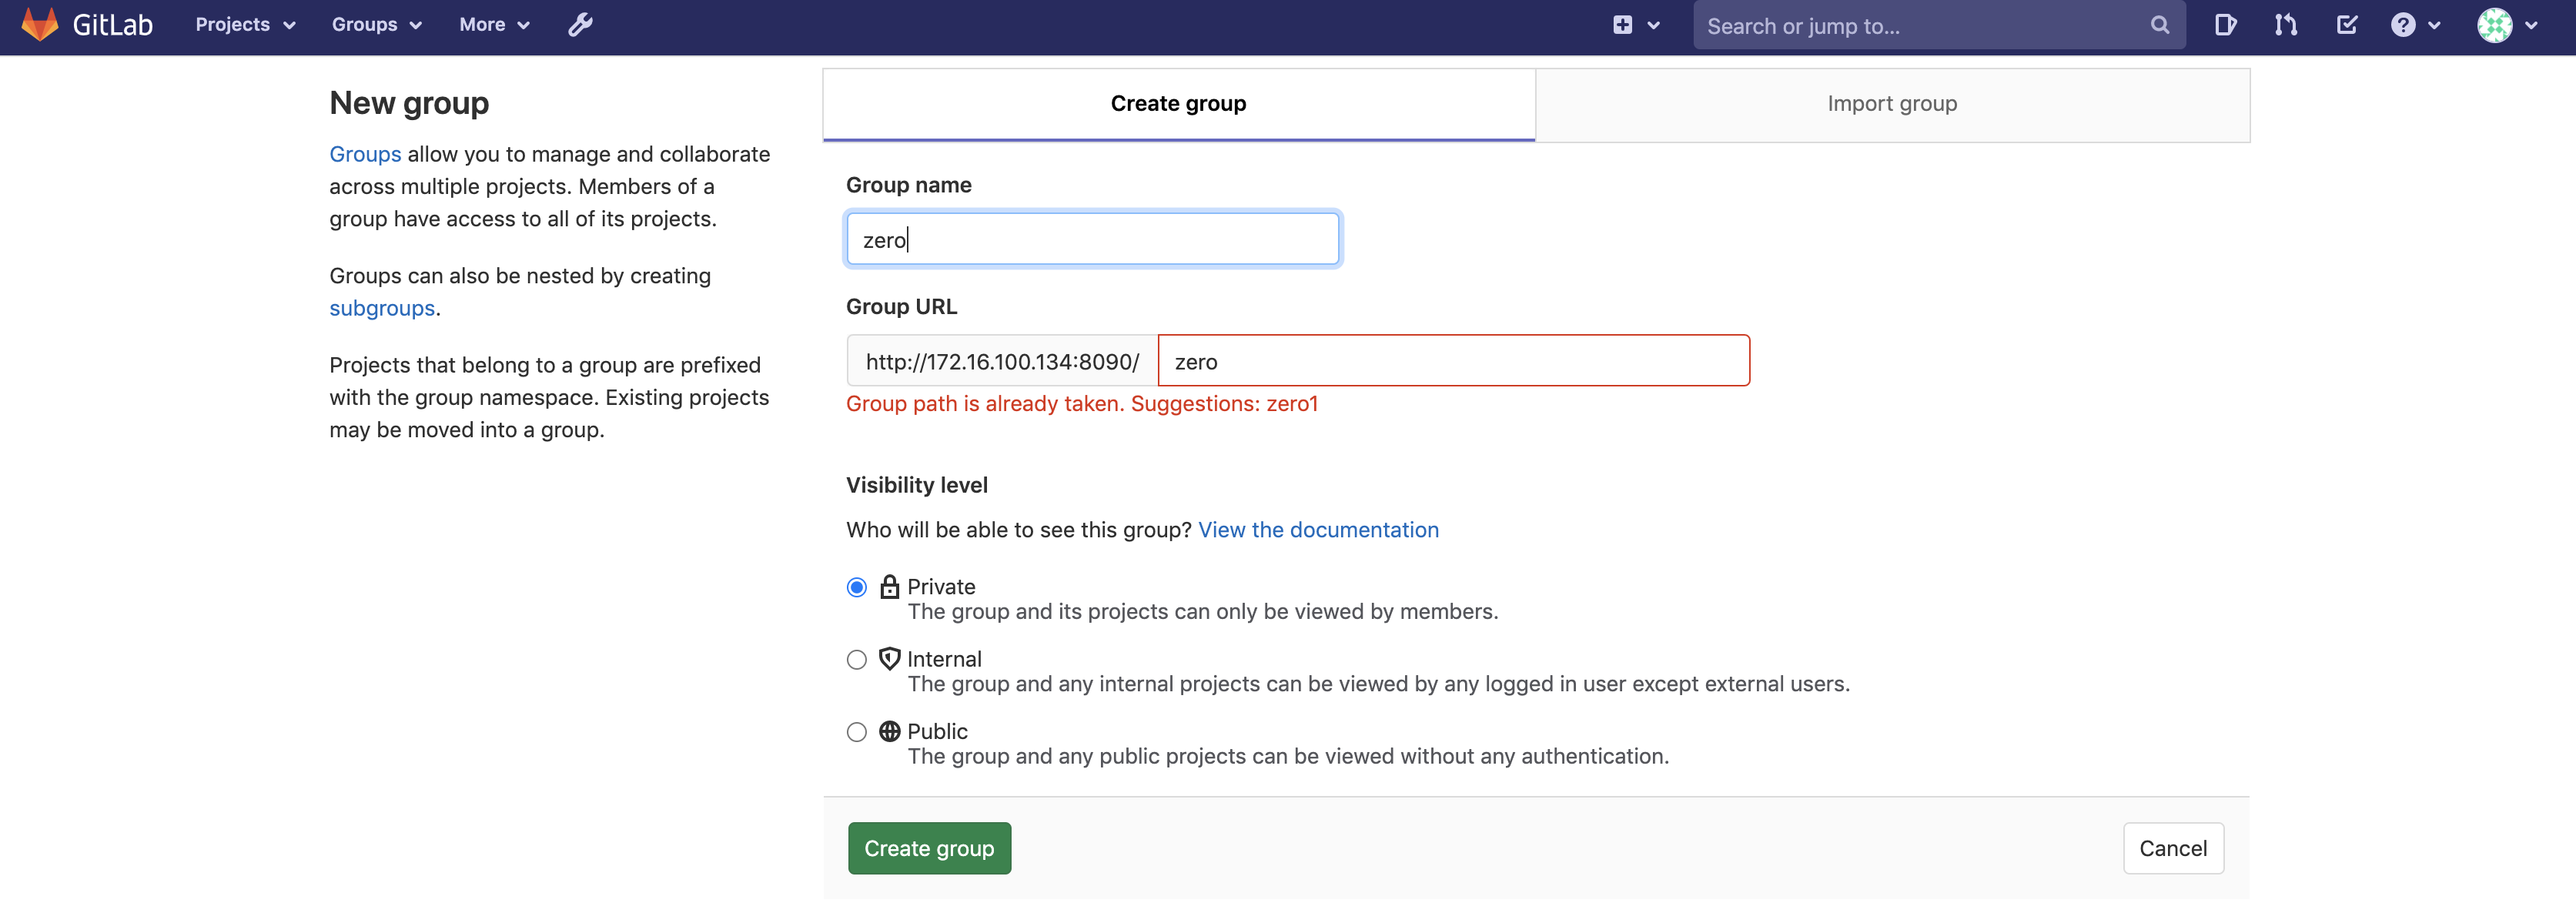 GitLab Projects Groups More Search or jump to...
New group
Groups allow you to manage and collaborate
across multiple projects. Members of a
group have access to all of its projects.
Groups can also be nested by creating
subgroups.
Projects that belong to a group are prefixed
with the group namespace. Existing projects
may be moved into a group.
Create group Import group
Group name
zero
Group URL
http://172.16.100.134:8090/ zero
Group path is already taken. Suggestions: zero1
Visibility level
Who will be able to see this group? View the documentation
Private
The group and its projects can only be viewed by members.
Internal
The group and any internal projects can be viewed by any logged in user except external users.
Public
The group and any public projects can be viewed without any authentication.
Create group Cancel